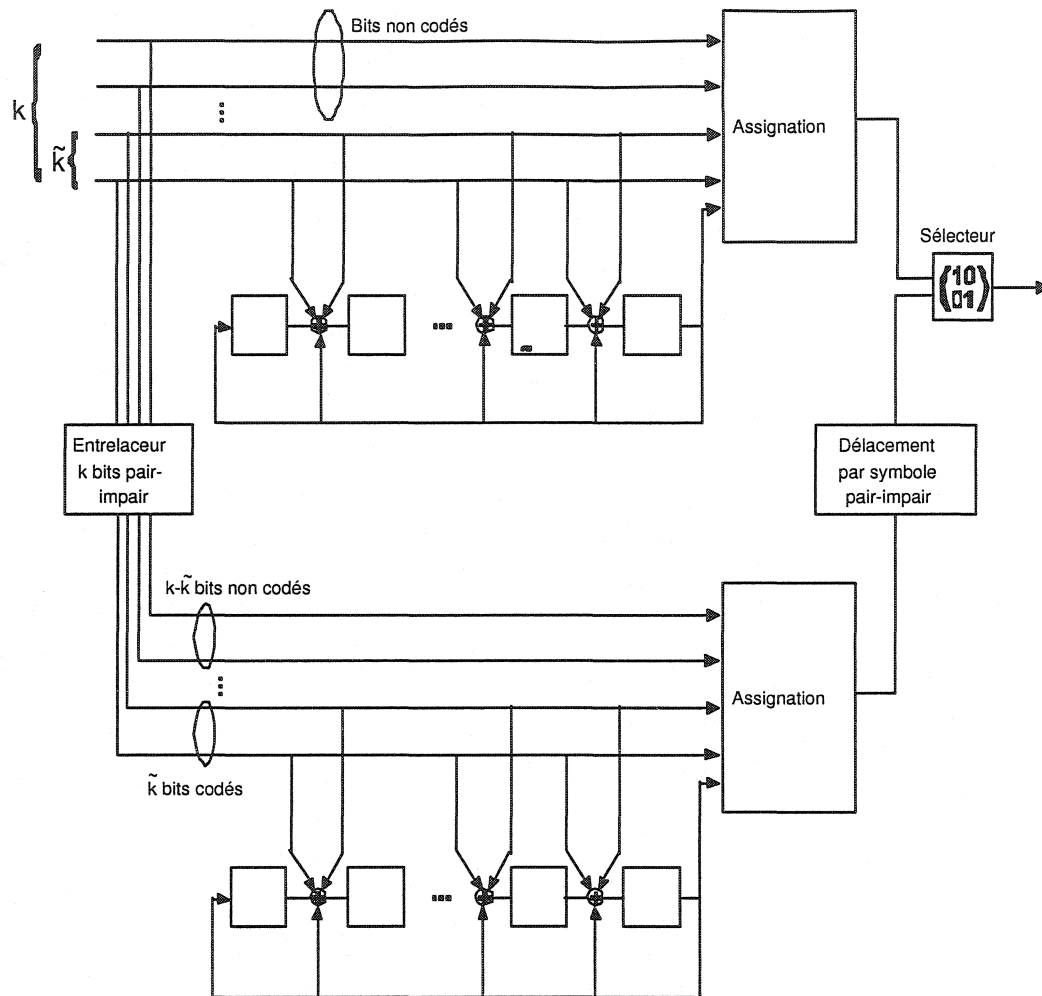 Bits non codés
k
k̃
Assignation
Sélecteur
(10
01)
Entrelaceur
k bits pair-
impair
Délacement
par symbole
pair-impair
k-k̃ bits non codés
Assignation
k̃ bits codés